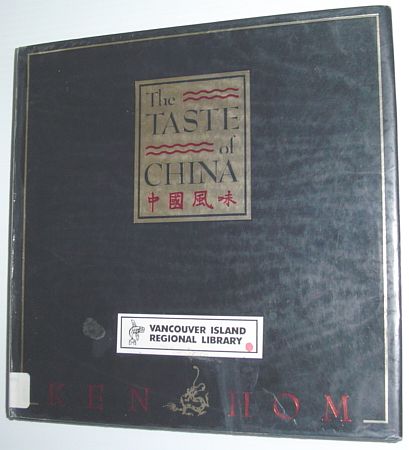 The
TASTE
of
CHINA
中國風味
VANCOUVER ISLAND
REGIONAL LIBRARY
KEN HOM